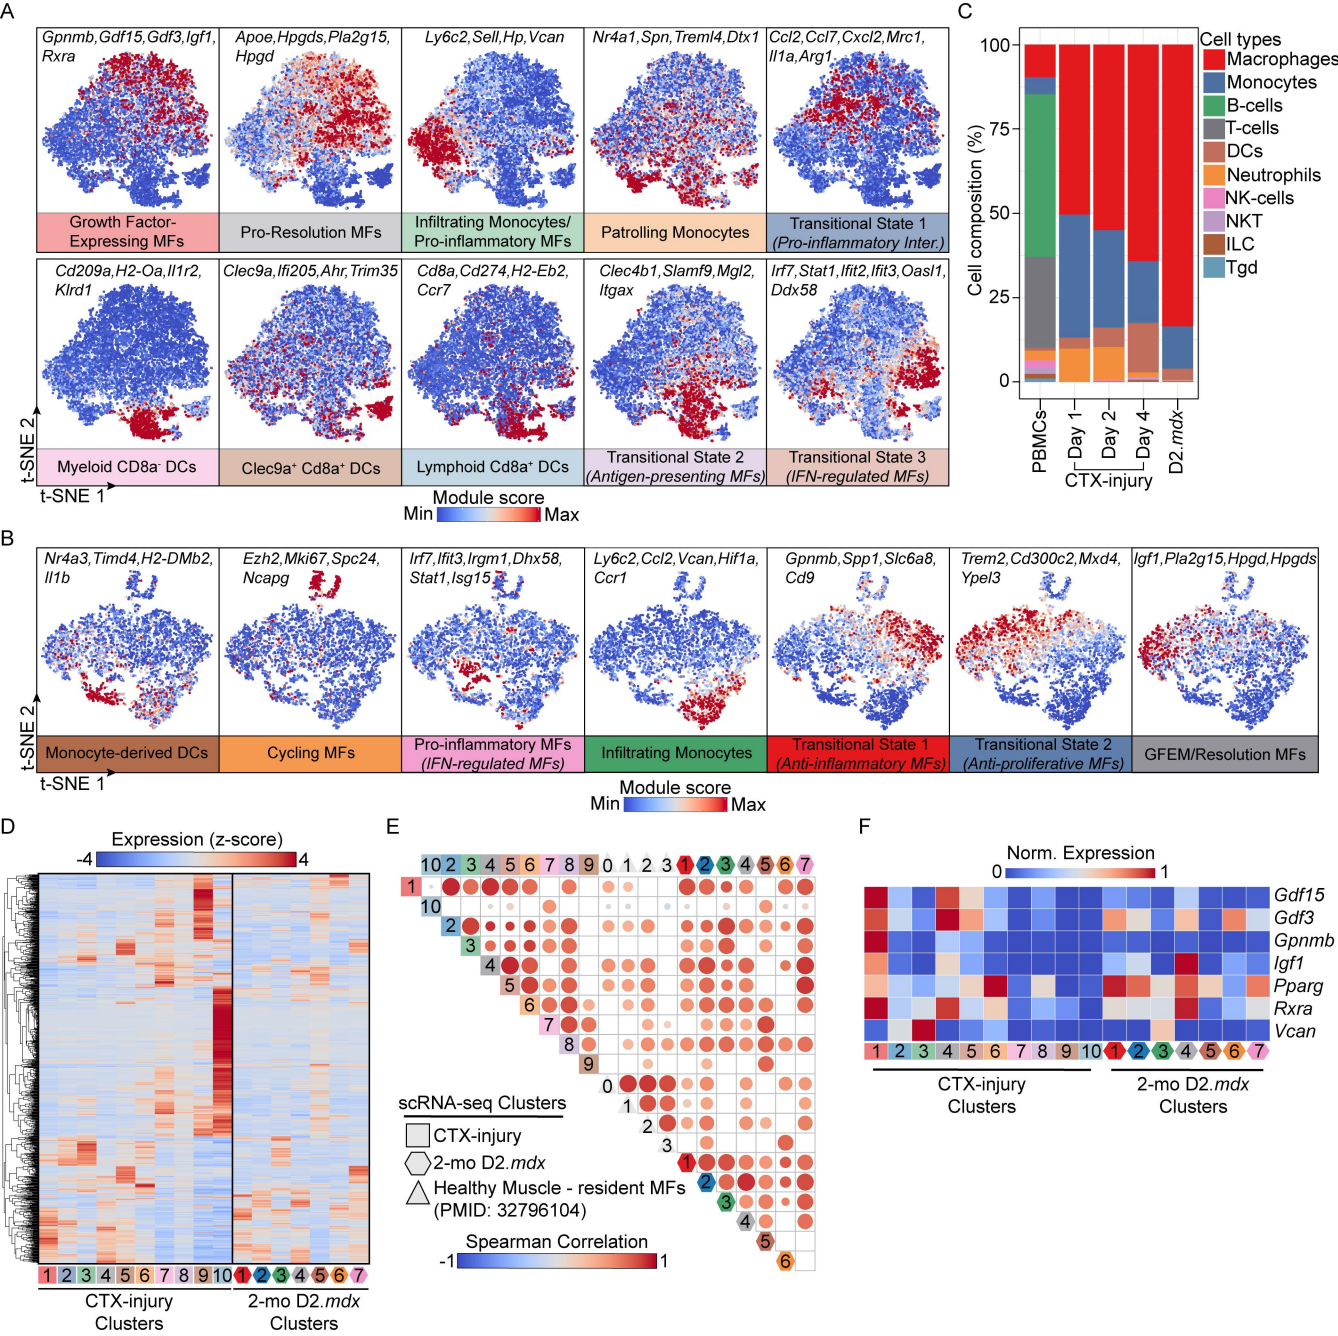 A
Gpnmb,Gdf15,Gdf3,Igf1,
Rxra
Apoe,Hpgds,Pla2g15,
Hpgd
Ly6c2,Sell,Hp,Vcan
Nr4a1,Spn,Treml4,Dtx1
Ccl2,Ccl7,Cxcl2,Mrc1,
Il1a,Arg1
Growth Factor-
Expressing MFs
Pro-Resolution MFs
Infiltrating Monocytes/
Pro-inflammatory MFs
Patrolling Monocytes
Transitional State 1
(Pro-inflammatory Inter.)
Cd209a,H2-Oa,Il1r2,
Klrd1
Clec9a,Ifi205,Ahr,Trim35
Cd8a,Cd274,H2-Eb2,
Ccr7
Clec4b1,Slamf9,Mgl2,
Itgax
Irf7,Stat1,Ifit2,Ifit3,Oasl1,
Ddx58
Myeloid CD8a- DCs
Clec9a+ Cd8a+ DCs
Lymphoid Cd8a+ DCs
Transitional State 2
(Antigen-presenting MFs)
Transitional State 3
(IFN-regulated MFs)
t-SNE 2
t-SNE 1
Module score
Min Max
C
Cell composition (%)
100
75
50
25
0
PBMCs
Day 1
Day 2
Day 4
D2.mdx
CTX-injury
Cell types
Macrophages
Monocytes
B-cells
T-cells
DCs
Neutrophils
NK-cells
NKT
ILC
Tgd
B
Nr4a3,Timd4,H2-DMb2,
Il1b
Ezh2,Mki67,Spc24,
Ncapg
Irf7,Ifit3,Irgm1,Dhx58,
Stat1,Isg15
Ly6c2,Ccl2,Vcan,Hif1a,
Ccr1
Gpnmb,Spp1,Slc6a8,
Cd9
Trem2,Cd300c2,Mxd4,
Ypel3
Igf1,Pla2g15,Hpgd,Hpgds
Monocyte-derived DCs
Cycling MFs
Pro-inflammatory MFs
(IFN-regulated MFs)
Infiltrating Monocytes
Transitional State 1
(Anti-inflammatory MFs)
Transitional State 2
(Anti-proliferative MFs)
GFEM/Resolution MFs
t-SNE 2
t-SNE 1
Module score
Min Max
D
Expression (z-score)
-4 4
1 2 3 4 5 6 7 8 9 10 1 2 3 4 5 6 7
CTX-injury
Clusters
2-mo D2.mdx
Clusters
E
10 2 3 4 5 6 7 8 9 0 1 2 3 1 2 3 4 5 6 7
1
10
2
3
4
5
6
7
8
9
0
1
2
3
1
2
3
4
5
6
scRNA-seq Clusters
CTX-injury
2-mo D2.mdx
Healthy Muscle - resident MFs
(PMID: 32796104)
Spearman Correlation
-1 1
F
Norm. Expression
0 1
Gdf15
Gdf3
Gpnmb
Igf1
Pparg
Rxra
Vcan
1 2 3 4 5 6 7 8 9 10 1 2 3 4 5 6 7
CTX-injury
Clusters
2-mo D2.mdx
Clusters